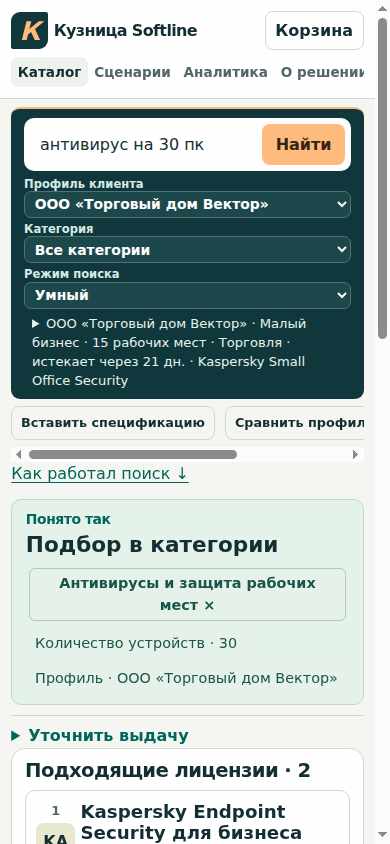 К Кузница Softline Корзина
Каталог Сценарии Аналитика О решении
антивирус на 30 пк Найти
Профиль клиента
ООО «Торговый дом Вектор»
Категория
Все категории
Режим поиска
Умный
▶ ООО «Торговый дом Вектор» · Малый
бизнес · 15 рабочих мест · Торговля ·
истекает через 21 дн. · Kaspersky Small
Office Security
Вставить спецификацию Сравнить профил
Как работал поиск ↓
Понято так
Подбор в категории
Антивирусы и защита рабочих
мест ×
Количество устройств · 30
Профиль · ООО «Торговый дом Вектор»
▶ Уточнить выдачу
Подходящие лицензии · 2
1 Kaspersky Endpoint
KA Security для бизнеса